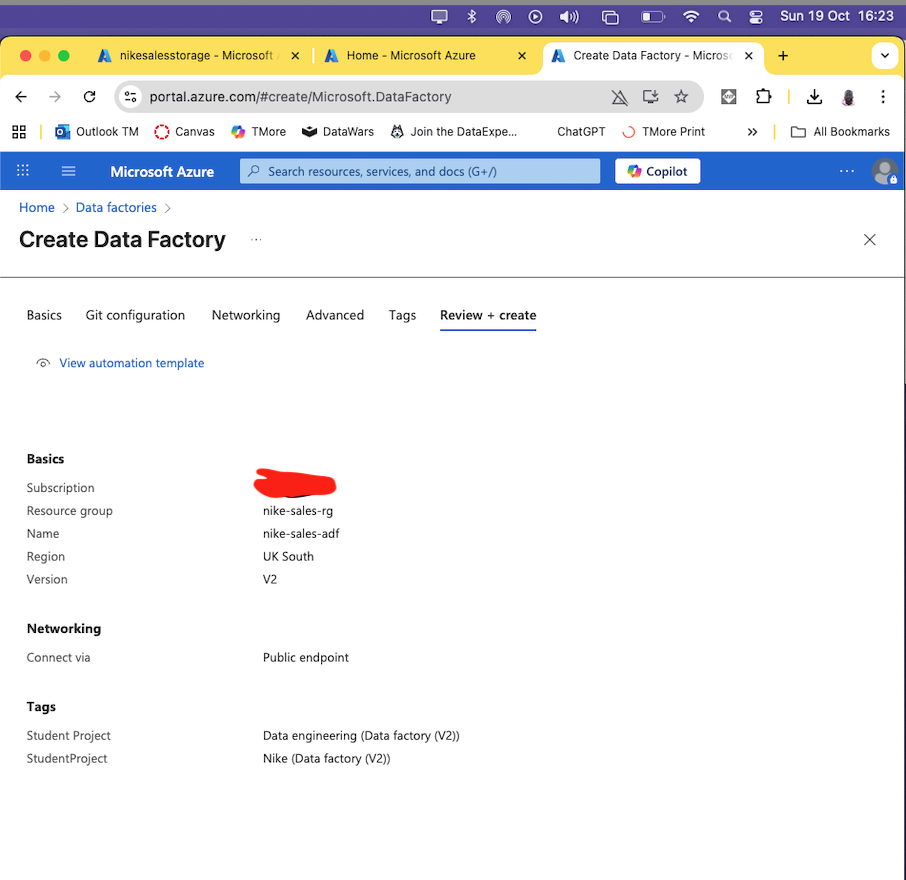 Sun 19 Oct 16:23
nikesalesstorage - Microsoft
Home - Microsoft Azure
Create Data Factory - Micros
portal.azure.com/#create/Microsoft.DataFactory
Outlook TM
Canvas
TMore
DataWars
Join the DataExpe...
ChatGPT
TMore Print
All Bookmarks
Microsoft Azure
Search resources, services, and docs (G+/)
Copilot
Home > Data factories >
Create Data Factory ...
Basics Git configuration Networking Advanced Tags Review + create
View automation template
Basics
Subscription
Resource group nike-sales-rg
Name nike-sales-adf
Region UK South
Version V2
Networking
Connect via Public endpoint
Tags
Student Project Data engineering (Data factory (V2))
StudentProject Nike (Data factory (V2))